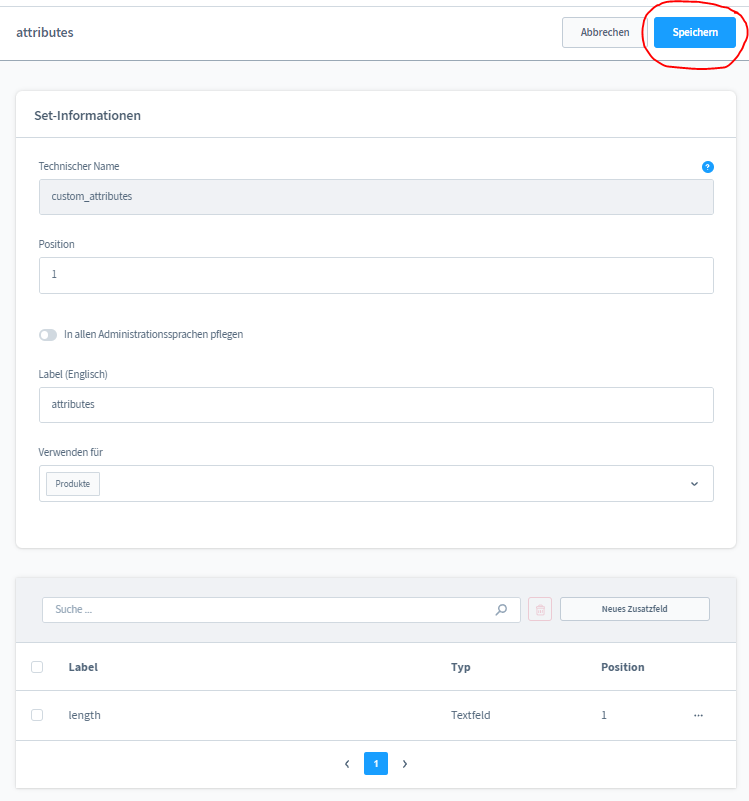 attributes
Abbrechen
Speichern
Set-Informationen
Technischer Name
?
custom_attributes
Position
1
In allen Administrationssprachen pflegen
Label (Englisch)
attributes
Verwenden für
Produkte
Suche ...
Neues Zusatzfeld
Label Typ Position
length Textfeld 1 ...
1